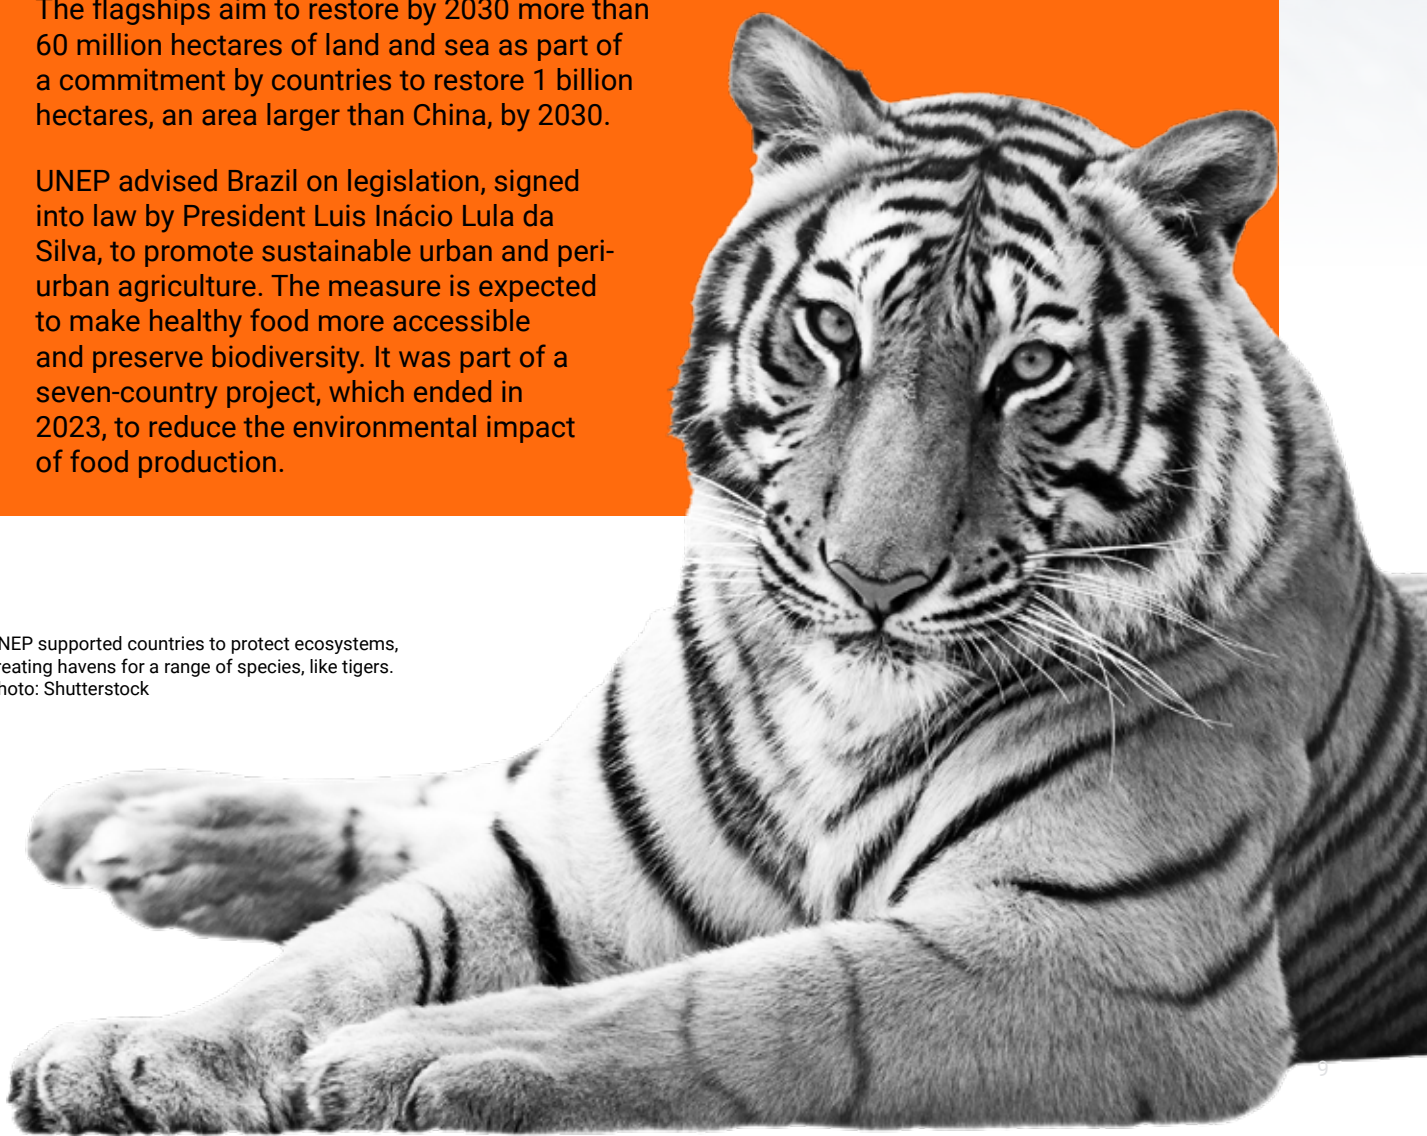 The flagships aim to restore by 2030 more than
60 million hectares of land and sea as part of
a commitment by countries to restore 1 billion
hectares, an area larger than China, by 2030.
UNEP advised Brazil on legislation, signed
into law by President Luis Inácio Lula da
Silva, to promote sustainable urban and peri-
urban agriculture. The measure is expected
to make healthy food more accessible
and preserve biodiversity. It was part of a
seven-country project, which ended in
2023, to reduce the environmental impact
of food production.
NEP supported countries to protect ecosystems,
reating havens for a range of species, like tigers.
hoto: Shutterstock
9